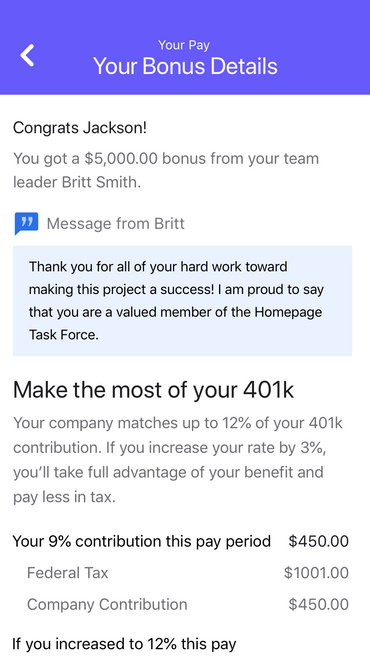 Your Pay
Your Bonus Details
Congrats Jackson!
You got a $5,000.00 bonus from your team
leader Britt Smith.
Message from Britt
Thank you for all of your hard work toward
making this project a success! I am proud to say
that you are a valued member of the Homepage
Task Force.
Make the most of your 401k
Your company matches up to 12% of your 401k
contribution. If you increase your rate by 3%,
you’ll take full advantage of your benefit and
pay less in tax.
Your 9% contribution this pay period $450.00
Federal Tax $1001.00
Company Contribution $450.00
If you increased to 12% this pay